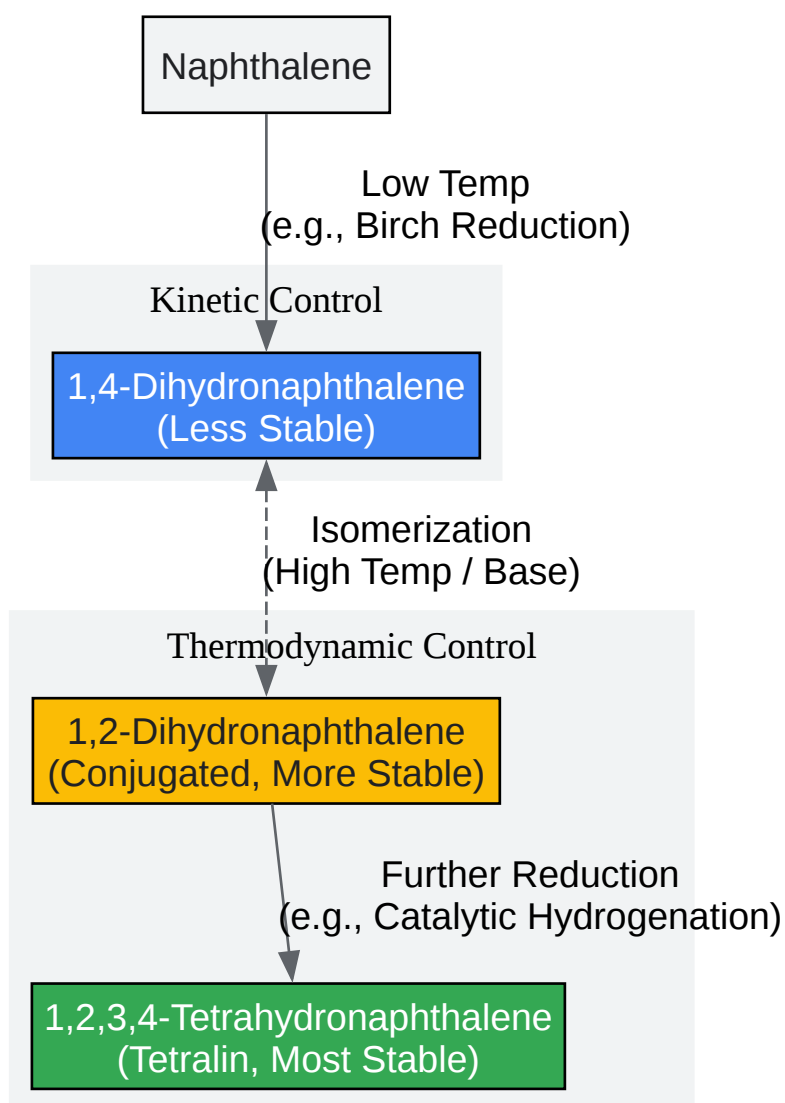 Naphthalene
Low Temp
(e.g., Birch Reduction)
Kinetic Control
1,4-Dihydronaphthalene
(Less Stable)
Isomerization
(High Temp / Base)
Thermodynamic Control
1,2-Dihydronaphthalene
(Conjugated, More Stable)
Further Reduction
(e.g., Catalytic Hydrogenation)
1,2,3,4-Tetrahydronaphthalene
(Tetralin, Most Stable)